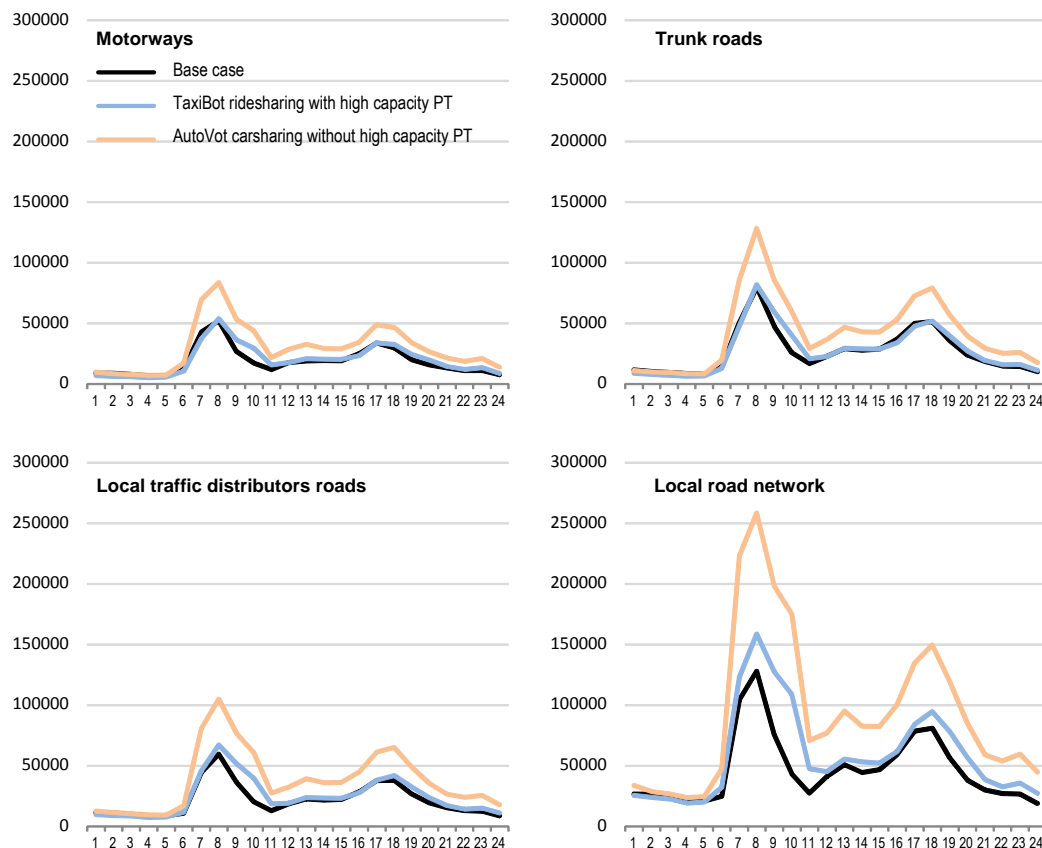 300000
Motorways
Base case
250000
TaxiBot ridesharing with high capacity PT
AutoVot carsharing without high capacity PT
200000
150000
100000
50000
0
1 2 3 4 5 6 7 8 9 10 11 12 13 14 15 16 17 18 19 20 21 22 23 24
300000
Trunk roads
250000
200000
150000
100000
50000
0
1 2 3 4 5 6 7 8 9 10 11 12 13 14 15 16 17 18 19 20 21 22 23 24
300000
Local traffic distributors roads
250000
200000
150000
100000
50000
0
1 2 3 4 5 6 7 8 9 10 11 12 13 14 15 16 17 18 19 20 21 22 23 24
300000
Local road network
250000
200000
150000
100000
50000
0
1 2 3 4 5 6 7 8 9 10 11 12 13 14 15 16 17 18 19 20 21 22 23 24